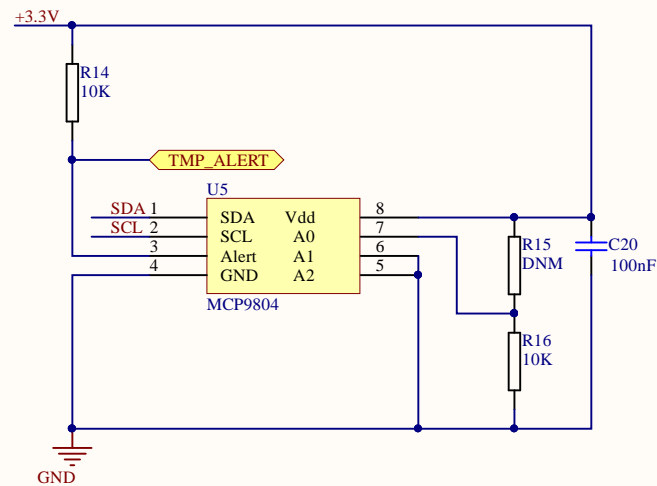 +3.3V
R14
10K
TMP_ALERT
U5
SDA 1 SDA Vdd 8
SCL 2 SCL A0 7
3 Alert A1 6
4 GND A2 5
MCP9804
R15
DNM
C20
100nF
R16
10K
GND